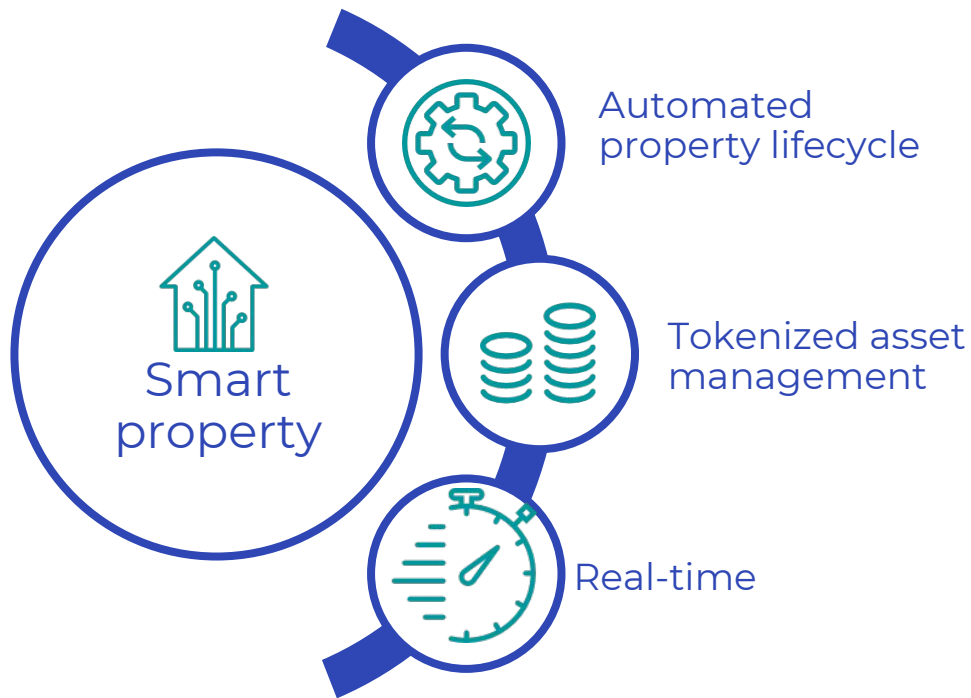 Automated
property lifecycle
Smart
property
Tokenized asset
management
Real-time